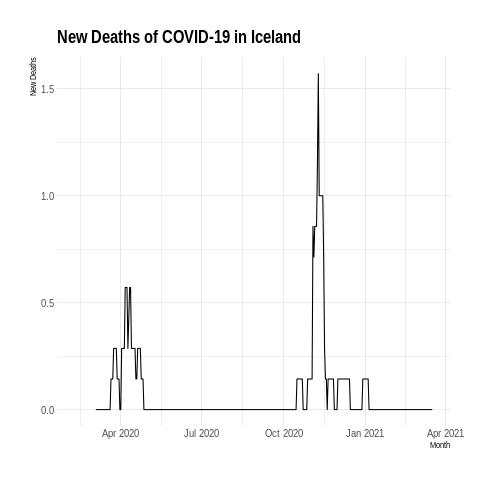 New Deaths of COVID-19 in Iceland
New Deaths
1.5
1.0
0.5
0.0
Apr 2020 Jul 2020 Oct 2020 Jan 2021 Apr 2021
Month